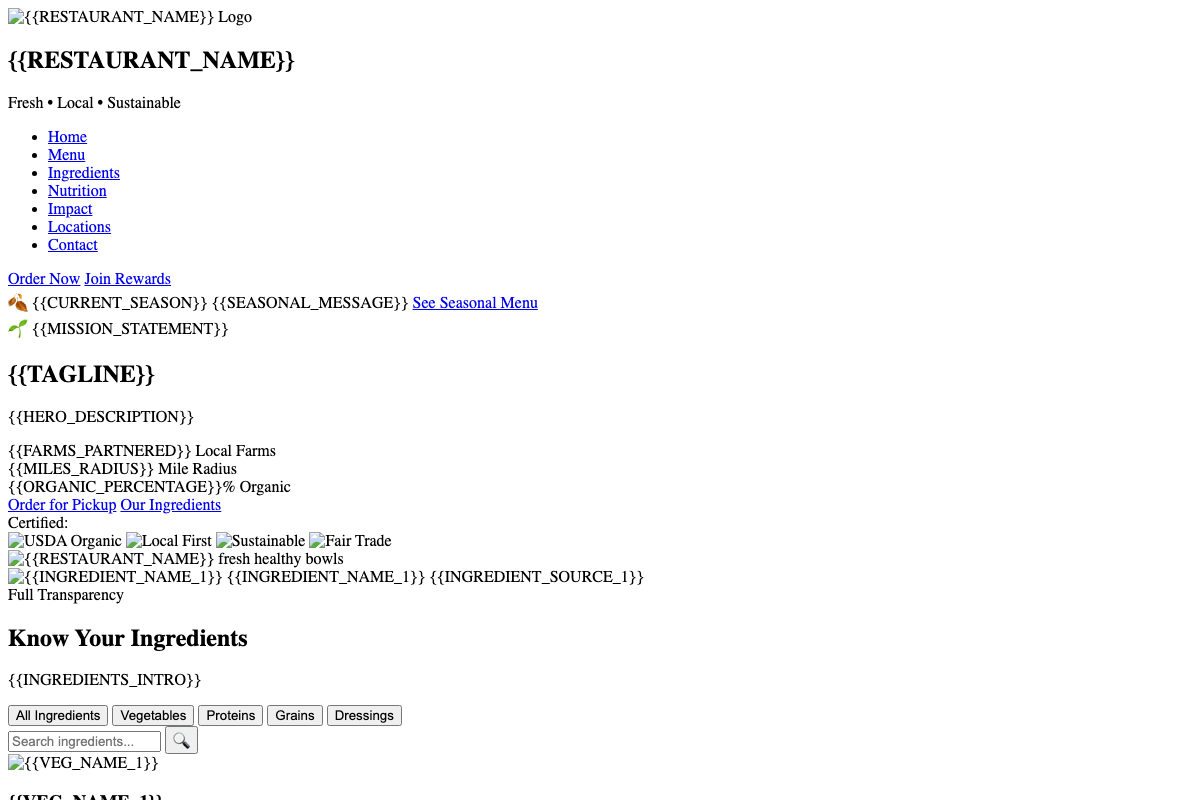 {{RESTAURANT_NAME}} Logo
{{RESTAURANT_NAME}}
Fresh • Local • Sustainable
• Home
• Menu
• Ingredients
• Nutrition
• Impact
• Locations
• Contact
Order Now Join Rewards
🍂 {{CURRENT_SEASON}} {{SEASONAL_MESSAGE}} See Seasonal Menu
🌱 {{MISSION_STATEMENT}}
{{TAGLINE}}
{{HERO_DESCRIPTION}}
{{FARMS_PARTNERED}} Local Farms
{{MILES_RADIUS}} Mile Radius
{{ORGANIC_PERCENTAGE}}% Organic
Order for Pickup Our Ingredients
Certified:
USDA Organic Local First Sustainable Fair Trade
{{RESTAURANT_NAME}} fresh healthy bowls
{{INGREDIENT_NAME_1}} {{INGREDIENT_NAME_1}} {{INGREDIENT_SOURCE_1}}
Full Transparency
Know Your Ingredients
{{INGREDIENTS_INTRO}}
All Ingredients Vegetables Proteins Grains Dressings
Search ingredients... 🔍
{{VEG_NAME_1}}
{{VEG_NAME_1}}